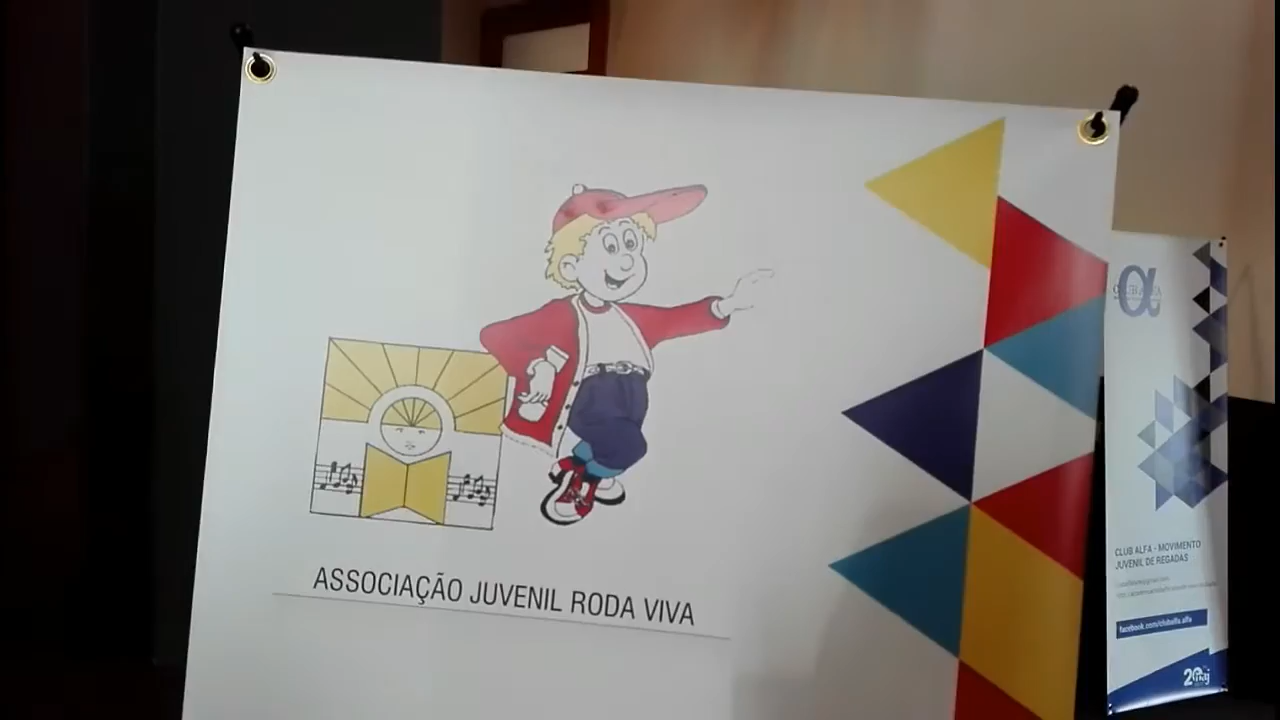 ASSOCIAÇÃO JUVENIL RODA VIVA
CLUB ALFA - MOVIMENTO
JUVENIL DE REGADAS
facebook.com/clubalfa.alfa